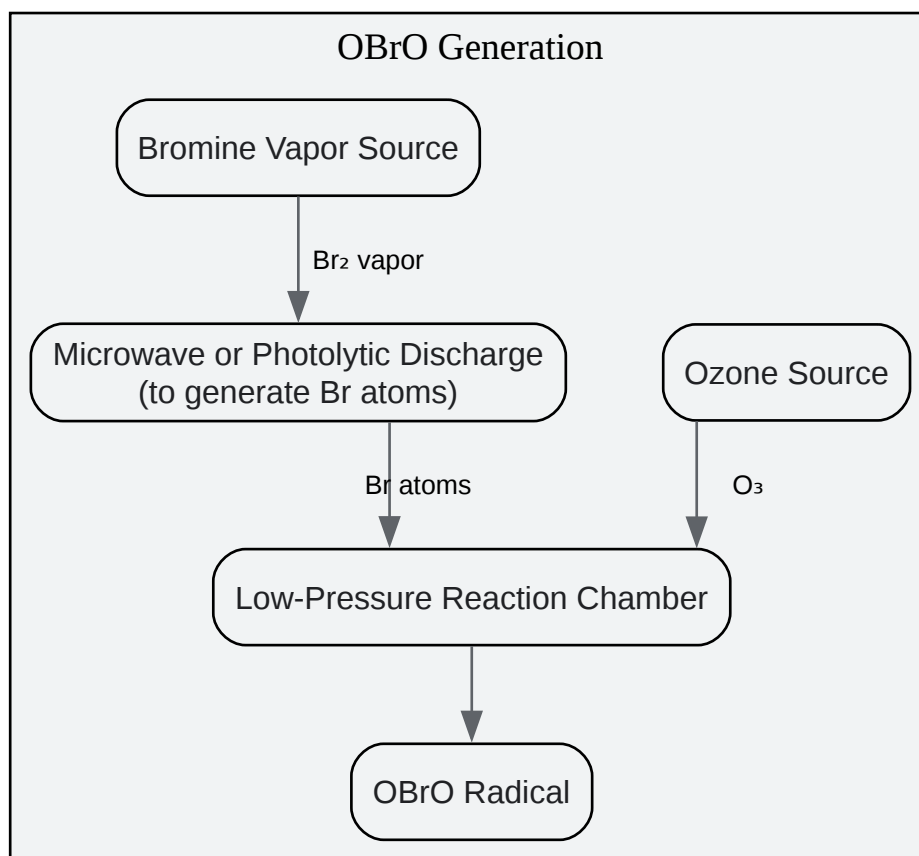 OBrO Generation
Bromine Vapor Source
Br₂ vapor
Microwave or Photolytic Discharge
(to generate Br atoms)
Ozone Source
Br atoms
O₃
Low-Pressure Reaction Chamber
OBrO Radical